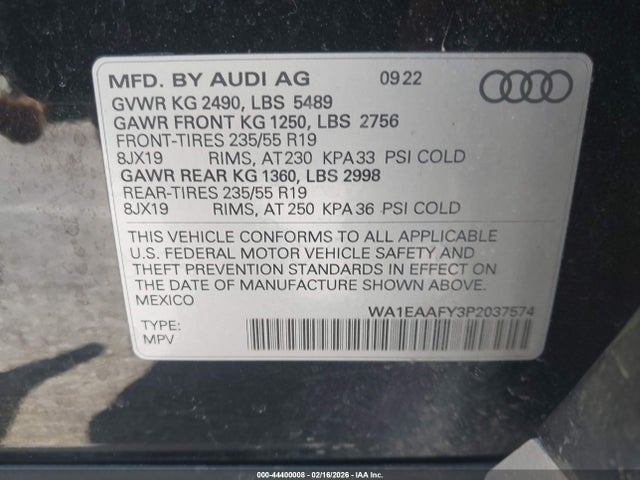 MFD. BY AUDI AG 09 22
GVWR KG 2490, LBS 5489
GAWR FRONT KG 1250, LBS 2756
FRONT-TIRES 235/55 R19
8JX19 RIMS, AT 230 KPA 33 PSI COLD
GAWR REAR KG 1360, LBS 2998
REAR-TIRES 235/55 R19
8JX19 RIMS, AT 250 KPA 36 PSI COLD
THIS VEHICLE CONFORMS TO ALL APPLICABLE
U.S. FEDERAL MOTOR VEHICLE SAFETY AND
THEFT PREVENTION STANDARDS IN EFFECT ON
THE DATE OF MANUFACTURE SHOWN ABOVE.
MEXICO WA1EAAFY3P2037574
TYPE:
MPV
000-44400008 - 02/16/2026 - IAA Inc.